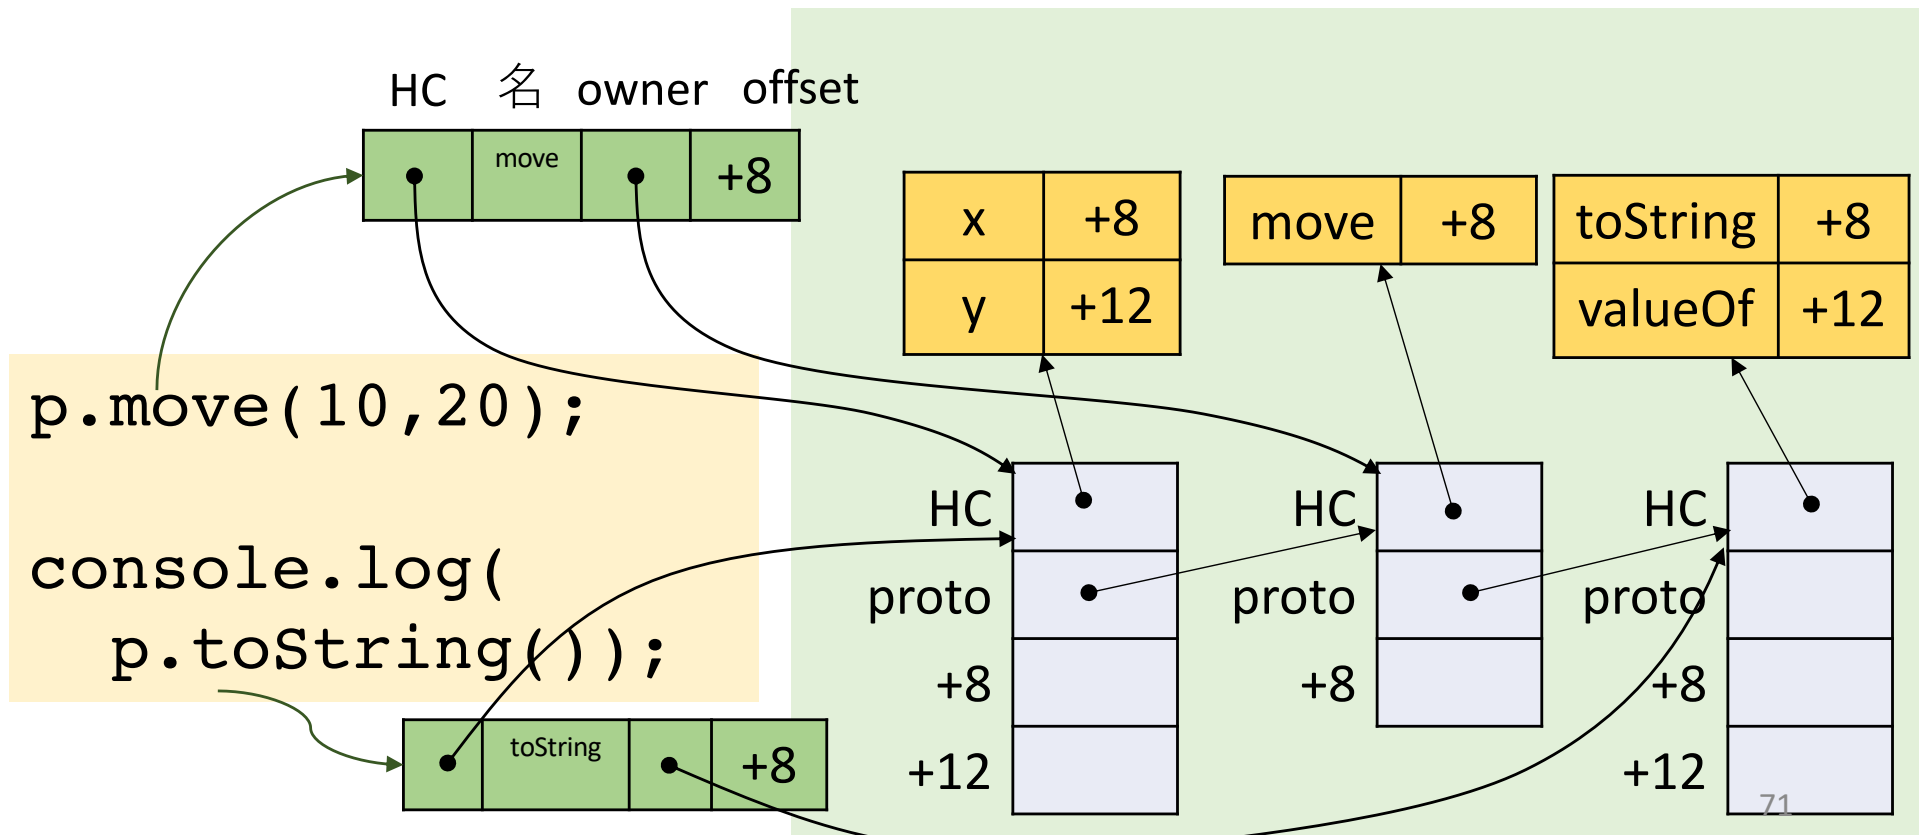 HC 名 owner offset
move +8
x +8
y +12
move +8
toString +8
valueOf +12
p.move(10,20);
console.log(
p.toString());
toString +8
HC
proto
+8
+12
HC
proto
+8
HC
proto
+8
+12
71